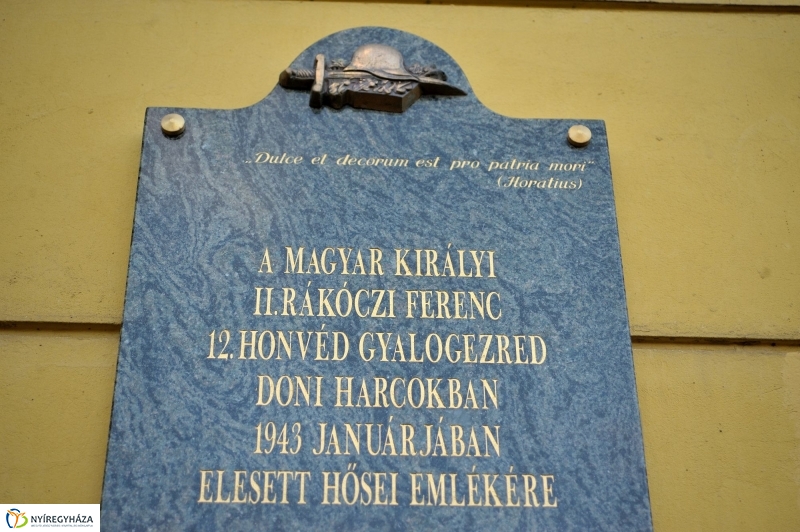 „Dulce et decorum est pro patria mori“
(Horatius)
A MAGYAR KIRÁLYI
II.RÁKÓCZI FERENC
12.HONVÉD GYALOGEZRED
DONI HARCOKBAN
1943 JANUÁRJÁBAN
ELESETT HŐSEI EMLÉKÉRE
NYÍREGYHÁZA